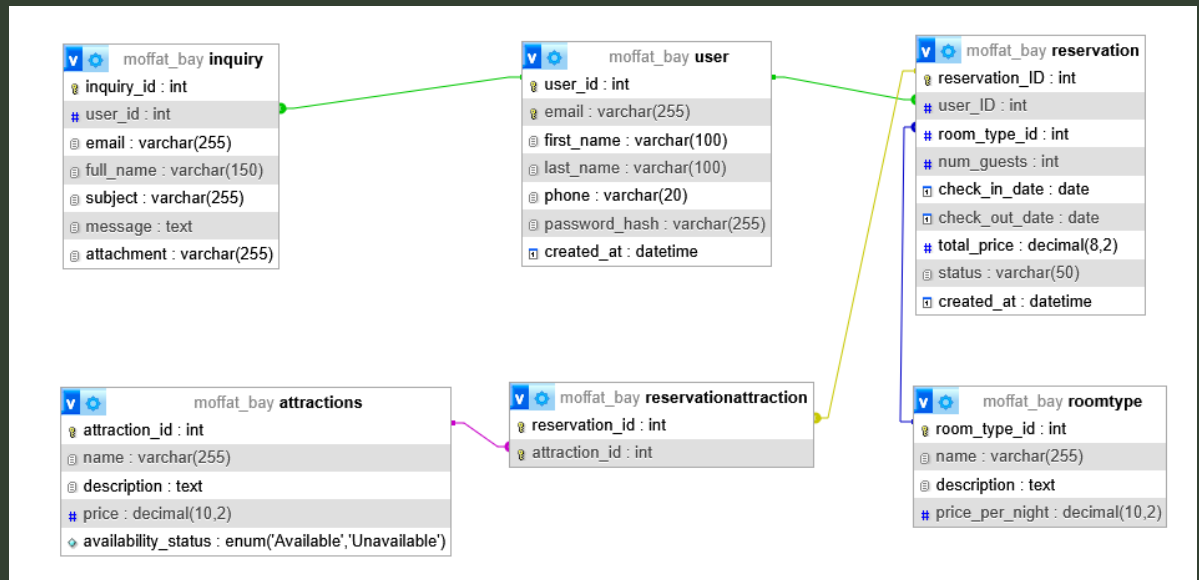 v moffat_bay inquiry
inquiry_id : int
# user_id : int
email : varchar(255)
full_name : varchar(150)
subject : varchar(255)
message : text
attachment : varchar(255)
v moffat_bay user
user_id : int
email : varchar(255)
first_name : varchar(100)
last_name : varchar(100)
phone : varchar(20)
password_hash : varchar(255)
created_at : datetime
v moffat_bay reservation
reservation_ID : int
# user_ID : int
# room_type_id : int
# num_guests : int
check_in_date : date
check_out_date : date
# total_price : decimal(8,2)
status : varchar(50)
created_at : datetime
v moffat_bay attractions
attraction_id : int
name : varchar(255)
description : text
# price : decimal(10,2)
availability_status : enum('Available','Unavailable')
v moffat_bay reservationattraction
reservation_id : int
attraction_id : int
v moffat_bay roomtype
room_type_id : int
name : varchar(255)
description : text
# price_per_night : decimal(10,2)